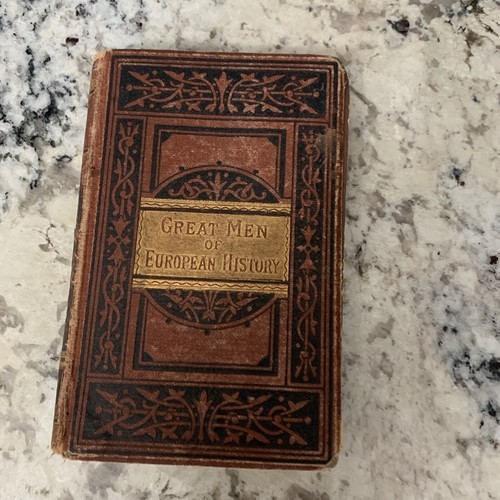 GREAT MEN
OF
EUROPEAN HISTORY